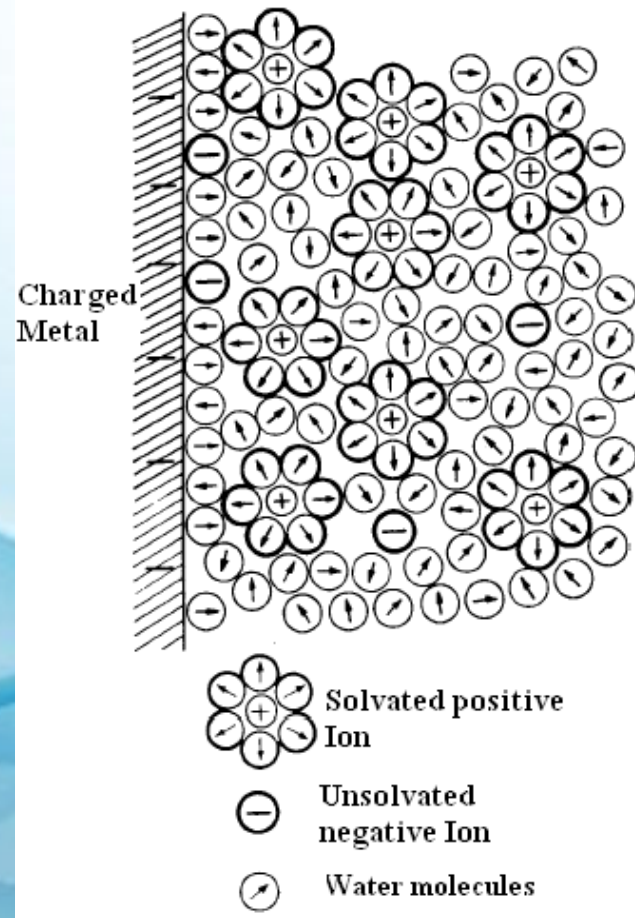 Charged
Metal
Solvated positive
Ion
Unsolvated
negative Ion
Water molecules